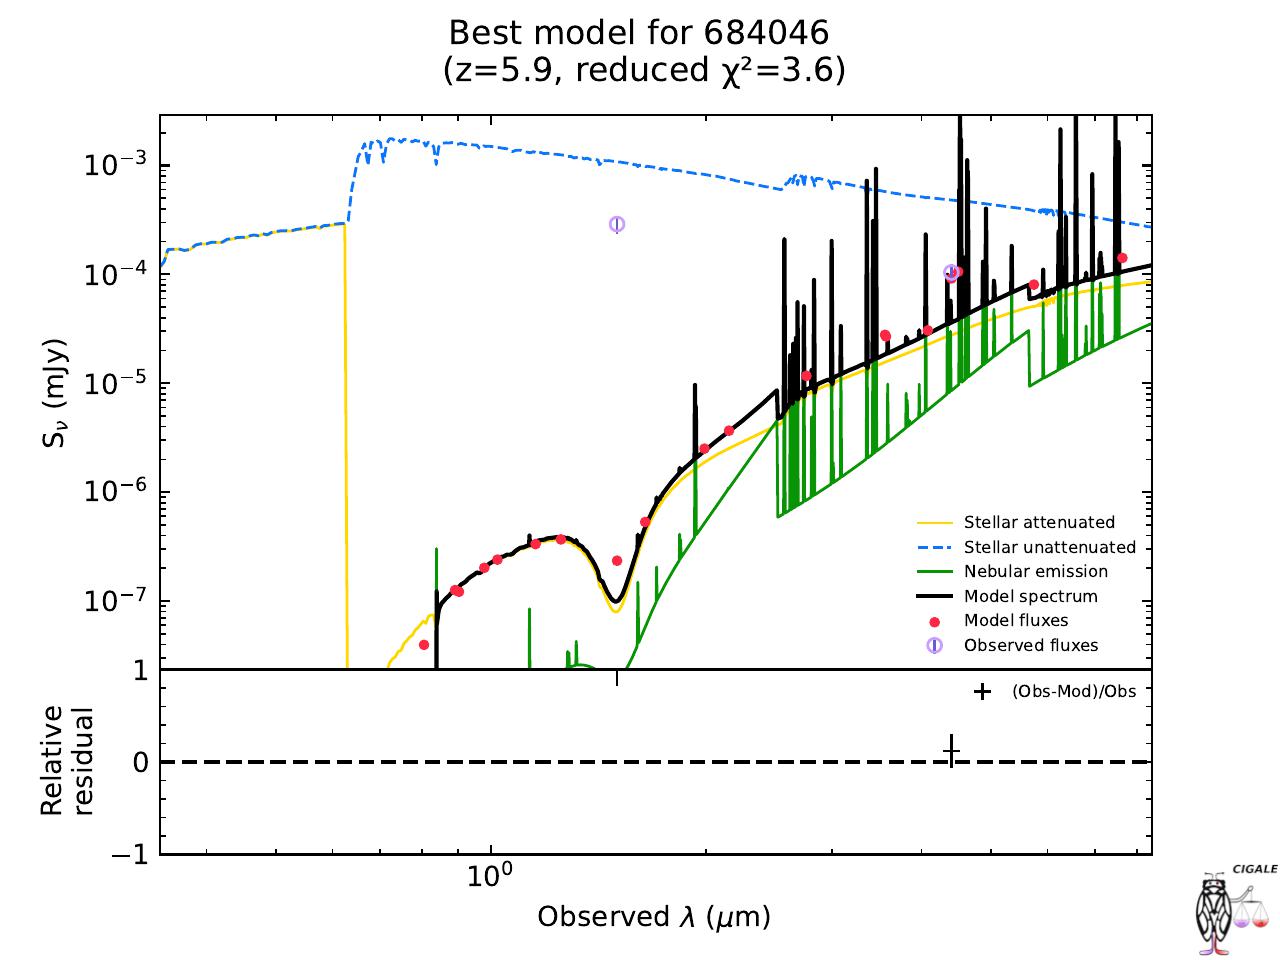 Best model for 684046
(z=5.9, reduced χ²=3.6)
10⁻³
10⁻⁴
10⁻⁵
10⁻⁶
10⁻⁷
S_ν (mJy)
Stellar attenuated
Stellar unattenuated
Nebular emission
Model spectrum
Model fluxes
Observed fluxes
1
0
−1
Relative
residual
(Obs-Mod)/Obs
10⁰
Observed λ (μm)
CIGALE